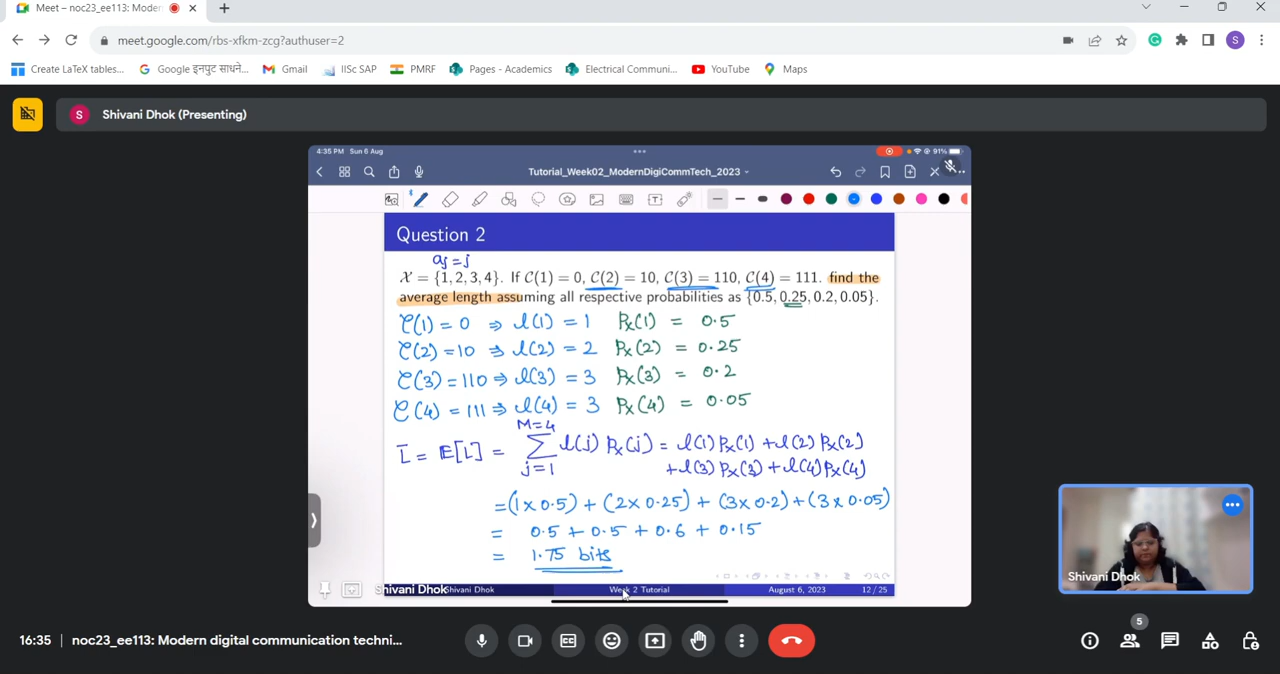 Meet – noc23_ee113: Modern
meet.google.com/rbs-xfkm-zcg?authuser=2
S
Create LaTeX tables... Google इनपुट साधने... Gmail IISc SAP PMRF Pages - Academics Electrical Communi... YouTube Maps
S Shivani Dhok (Presenting)
4:35 PM Sun 6 Aug 91%
Tutorial_Week02_ModernDigiCommTech_2023
Question 2
aj = j
X = {1, 2, 3, 4}. If C(1) = 0, C(2) = 10, C(3) = 110, C(4) = 111. find the
average length assuming all respective probabilities as {0.5, 0.25, 0.2, 0.05}.
C(1) = 0 ⇒ l(1) = 1 Px(1) = 0.5
C(2) = 10 ⇒ l(2) = 2 Px(2) = 0.25
C(3) = 110 ⇒ l(3) = 3 Px(3) = 0.2
C(4) = 111 ⇒ l(4) = 3 Px(4) = 0.05
M=4
L̄ = E[L] = ∑ l(j) Px(j) = l(1) Px(1) + l(2) Px(2)
j=1 + l(3) Px(3) + l(4) Px(4)
= (1 x 0.5) + (2 x 0.25) + (3 x 0.2) + (3 x 0.05)
= 0.5 + 0.5 + 0.6 + 0.15
= 1.75 bits
Shivani Dhok
Shivani Dhok Week 2 Tutorial August 6, 2023 12 / 25
Shivani Dhok
16:35 | noc23_ee113: Modern digital communication techni...
5